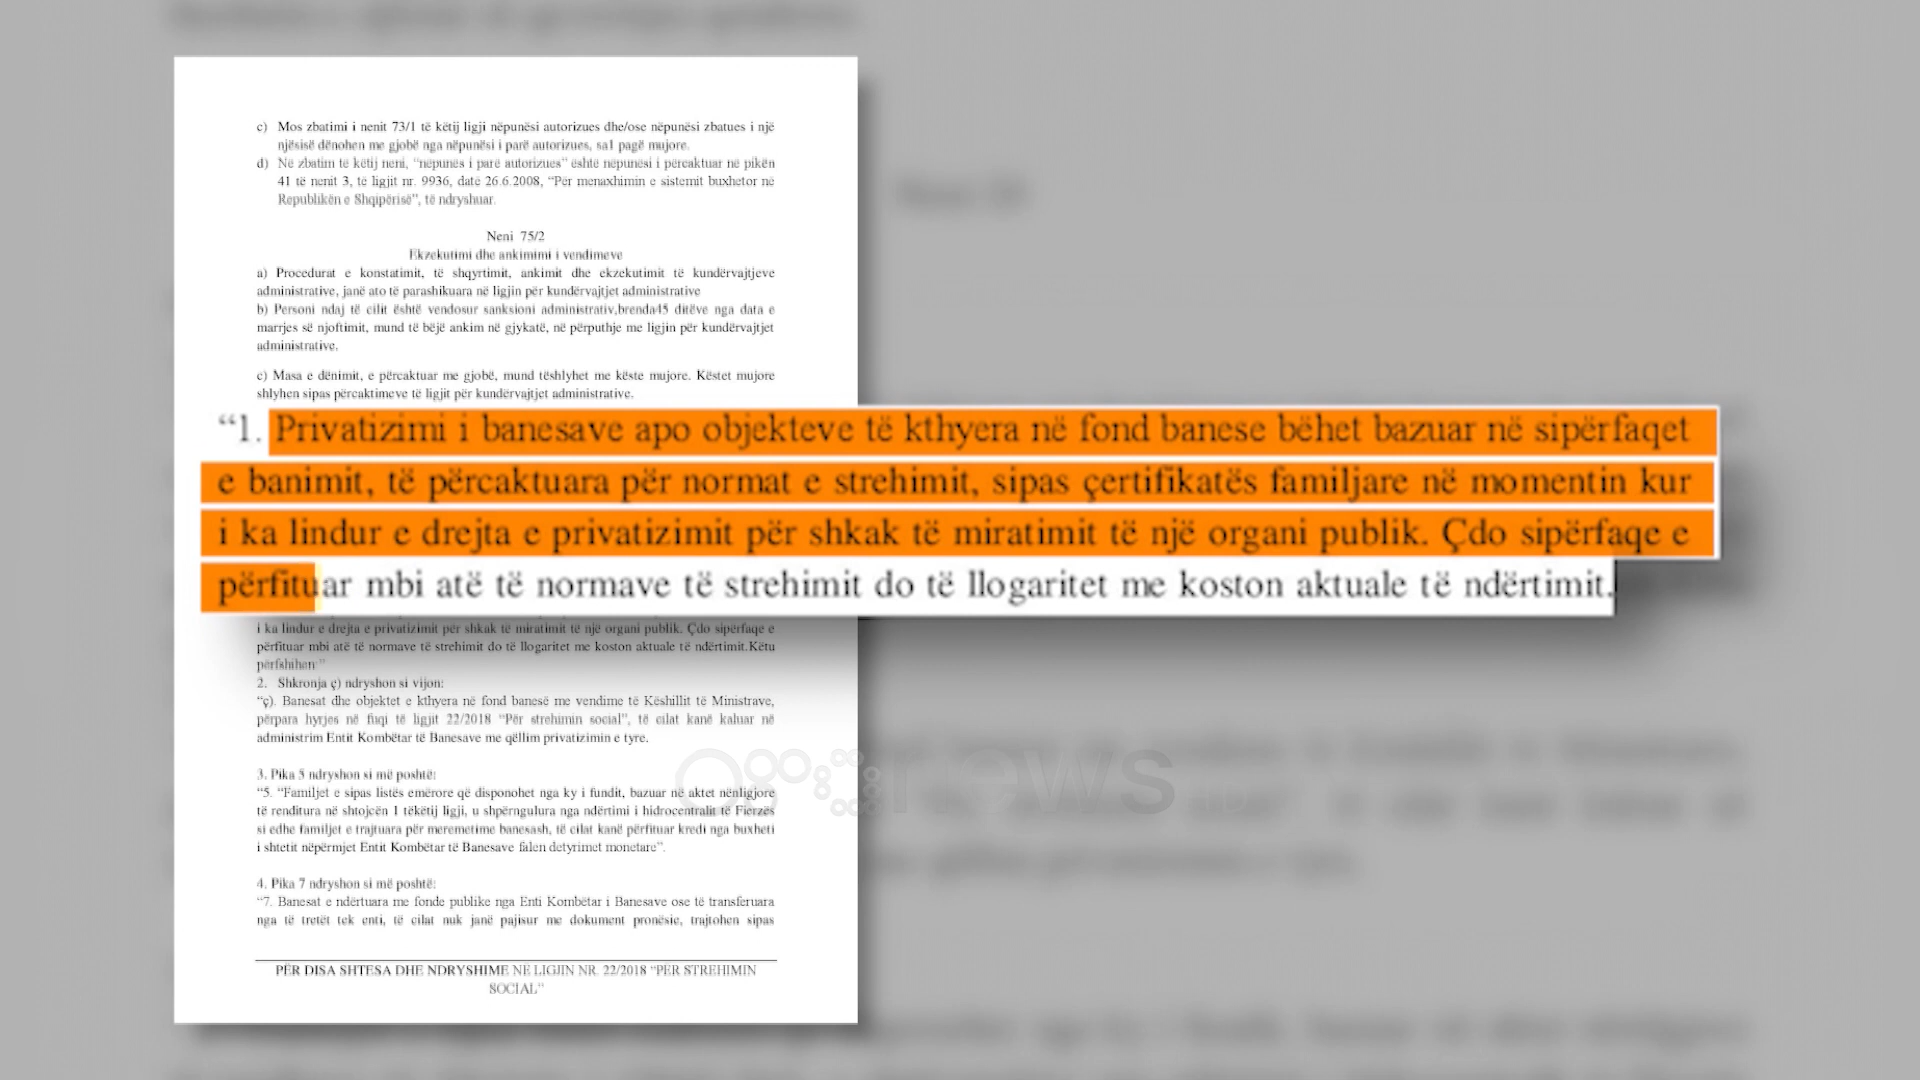 c) Mos zbatimi i nenit 73/1 të këtij ligji nëpunësi autorizues dhe/ose nëpunësi zbatues i një
njësisë dënohen me gjobë nga nëpunësi i parë autorizues, sa1 pagë mujore.
d) Në zbatim të këtij neni, “nëpunës i parë autorizues” është nëpunësi i përcaktuar në pikën
41 të nenit 3, të ligjit nr. 9936, datë 26.6.2008, “Për menaxhimin e sistemit buxhetor në
Republikën e Shqipërisë”, të ndryshuar.
Neni 75/2
Ekzekutimi dhe ankimimi i vendimeve
a) Procedurat e konstatimit, të shqyrtimit, ankimit dhe ekzekutimit të kundërvajtjeve
administrative, janë ato të parashikuara në ligjin për kundërvajtjet administrative
b) Personi ndaj të cilit është vendosur sanksioni administrativ,brenda45 ditëve nga data e
marrjes së njoftimit, mund të bëjë ankim në gjykatë, në përputhje me ligjin për kundërvajtjet
administrative.
c) Masa e dënimit, e përcaktuar me gjobë, mund tëshlyhet me këste mujore. Këstet mujore
shlyhen sipas përcaktimeve të ligjit për kundërvajtjet administrative.
“1. Privatizimi i banesave apo objekteve të kthyera në fond banese bëhet bazuar në sipërfaqet
e banimit, të përcaktuara për normat e strehimit, sipas çertifikatës familjare në momentin kur
i ka lindur e drejta e privatizimit për shkak të miratimit të një organi publik. Çdo sipërfaqe e
përfituar mbi atë të normave të strehimit do të llogaritet me koston aktuale të ndërtimit.
i ka lindur e drejta e privatizimit për shkak të miratimit të një organi publik. Çdo sipërfaqe e
përfituar mbi atë të normave të strehimit do të llogaritet me koston aktuale të ndërtimit.Këtu
përfshihen:”
2. Shkronja ç) ndryshon si vijon:
“ç). Banesat dhe objektet e kthyera në fond banesë me vendime të Këshillit të Ministrave,
përpara hyrjes në fuqi të ligjit 22/2018 “Për strehimin social”, të cilat kanë kaluar në
administrim Entit Kombëtar të Banesave me qëllim privatizimin e tyre.
news
3. Pika 5 ndryshon si më poshtë:
“5. “Familjet e sipas listës emërore që disponohet nga ky i fundit, bazuar në aktet nënligjore
të renditura në shtojcën 1 tëkëtij ligji, u shpërngulura nga ndërtimi i hidrocentralit të Fierzës
si edhe familjet e trajtuara për meremetime banesash, të cilat kanë përfituar kredi nga buxheti
i shtetit nëpërmjet Entit Kombëtar të Banesave falen detyrimet monetare”.
4. Pika 7 ndryshon si më poshtë:
“7. Banesat e ndërtuara me fonde publike nga Enti Kombëtar i Banesave ose të transferuara
nga të tretët tek enti, të cilat nuk janë pajisur me dokument pronësie, trajtohen sipas
PËR DISA SHTESA DHE NDRYSHIME NË LIGJIN NR. 22/2018 “PËR STREHIMIN
SOCIAL”